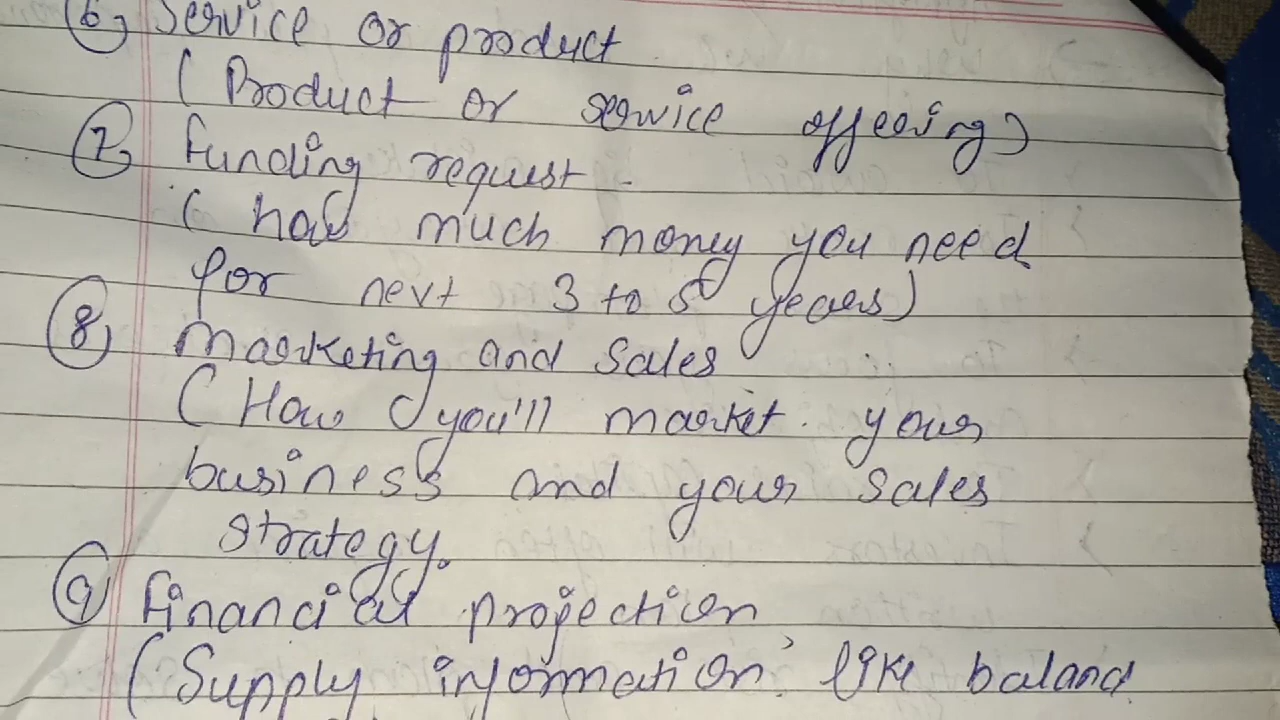 6, Service or product
( Product or service offering)
7, funding request
( how much money you need
for next 3 to 5 years)
8, Marketing and Sales
( How you'll market your
business and your sales
strategy.
9, financial projection
( Supply information like baland